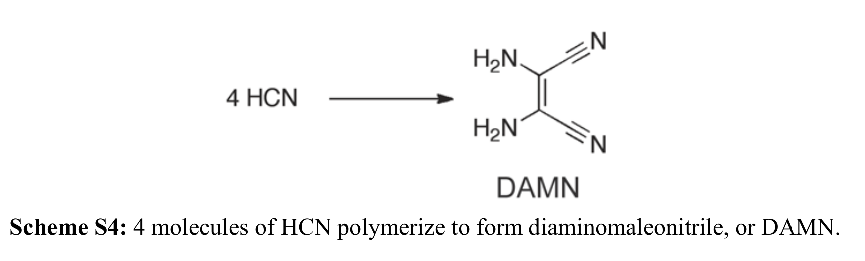 H₂N
N
4 HCN
H₂N
N
DAMN
Scheme S4: 4 molecules of HCN polymerize to form diaminomaleonitrile, or DAMN.